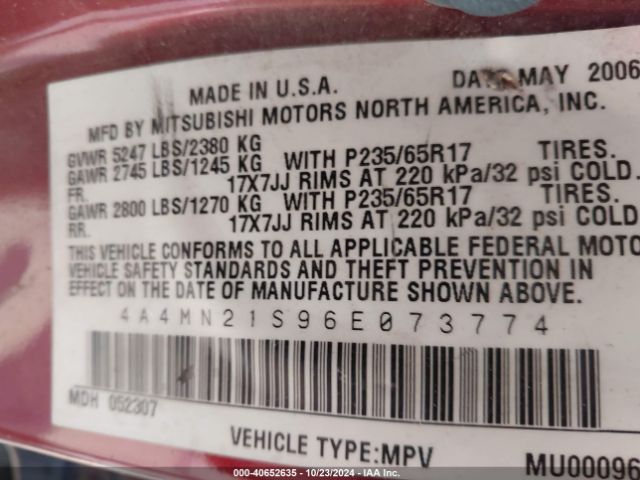 MADE IN U.S.A. DATE MAY 2006
MFD BY MITSUBISHI MOTORS NORTH AMERICA, INC.
GVWR 5247 LBS/2380 KG
GAWR 2745 LBS/1245 KG WITH P235/65R17 TIRES.
FR. 17X7JJ RIMS AT 220 kPa/32 psi COLD.
GAWR 2800 LBS/1270 KG WITH P235/65R17 TIRES.
RR. 17X7JJ RIMS AT 220 kPa/32 psi COLD
THIS VEHICLE CONFORMS TO ALL APPLICABLE FEDERAL MOTO
VEHICLE SAFETY STANDARDS AND THEFT PREVENTION IN
EFFECT ON THE DATE OF MANUFACTURE SHOWN ABOVE.
4A4MN21S96E073774
MDH 052307
VEHICLE TYPE:MPV MU00096
000-40652635 - 10/23/2024 - IAA Inc.